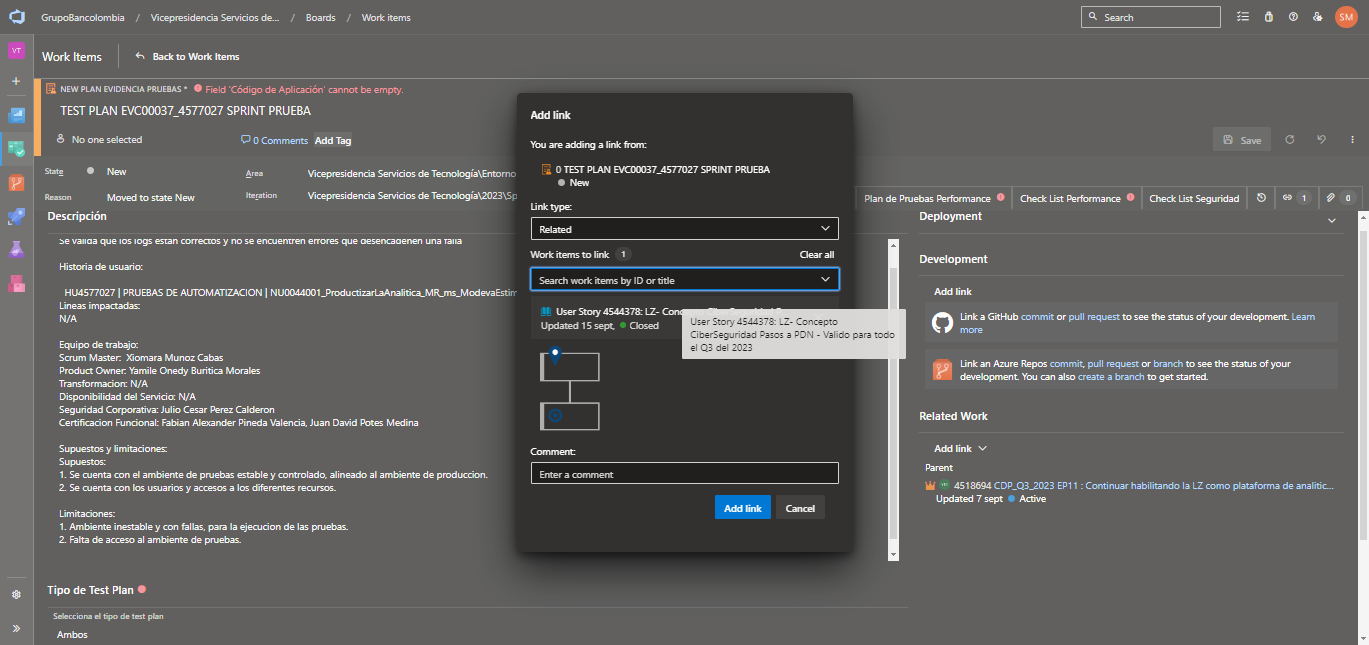 GrupoBancolombia / Vicepresidencia Servicios de... / Boards / Work items
Search
SM
VT
Work Items
Back to Work Items
NEW PLAN EVIDENCIA PRUEBAS * Field 'Código de Aplicación' cannot be empty.
TEST PLAN EVC00037_4577027 SPRINT PRUEBA
No one selected
0 Comments
Add Tag
Save
State
New
Area
Vicepresidencia Servicios de Tecnología\Entorno
Reason
Moved to state New
Iteration
Vicepresidencia Servicios de Tecnología\2023\Sp
Plan de Pruebas Performance
Check List Performance
Check List Seguridad
1
0
Descripción
Se valida que los logs estan correctos y no se encuentren errores que desencadenen una falla
Historia de usuario:
HU4577027 | PRUEBAS DE AUTOMATIZACION | NU0044001_ProductizarLaAnalitica_MR_ms_ModevaEstim
Lineas impactadas:
N/A
Equipo de trabajo:
Scrum Master: Xiomara Munoz Cabas
Product Owner: Yamile Onedy Buritica Morales
Transformacion: N/A
Disponibilidad del Servicio: N/A
Seguridad Corporativa: Julio Cesar Perez Calderon
Certificacion Funcional: Fabian Alexander Pineda Valencia, Juan David Potes Medina
Supuestos y limitaciones:
Supuestos:
1. Se cuenta con el ambiente de pruebas estable y controlado, alineado al ambiente de produccion.
2. Se cuenta con los usuarios y accesos a los diferentes recursos.
Limitaciones:
1. Ambiente inestable y con fallas, para la ejecucion de las pruebas.
2. Falta de acceso al ambiente de pruebas.
Tipo de Test Plan
Selecciona el tipo de test plan
Ambos
Add link
You are adding a link from:
0 TEST PLAN EVC00037_4577027 SPRINT PRUEBA
New
Link type:
Related
Work items to link 1
Clear all
Search work items by ID or title
User Story 4544378: LZ- Concepto
Updated 15 sept, Closed
User Story 4544378: LZ- Concepto
CiberSeguridad Pasos a PDN - Valido para todo
el Q3 del 2023
Comment:
Enter a comment
Add link
Cancel
Deployment
Development
Add link
Link a GitHub commit or pull request to see the status of your development. Learn
more
Link an Azure Repos commit, pull request or branch to see the status of your
development. You can also create a branch to get started.
Related Work
Add link
Parent
4518694 CDP_Q3_2023 EP11 : Continuar habilitando la LZ como plataforma de analitic...
Updated 7 sept Active